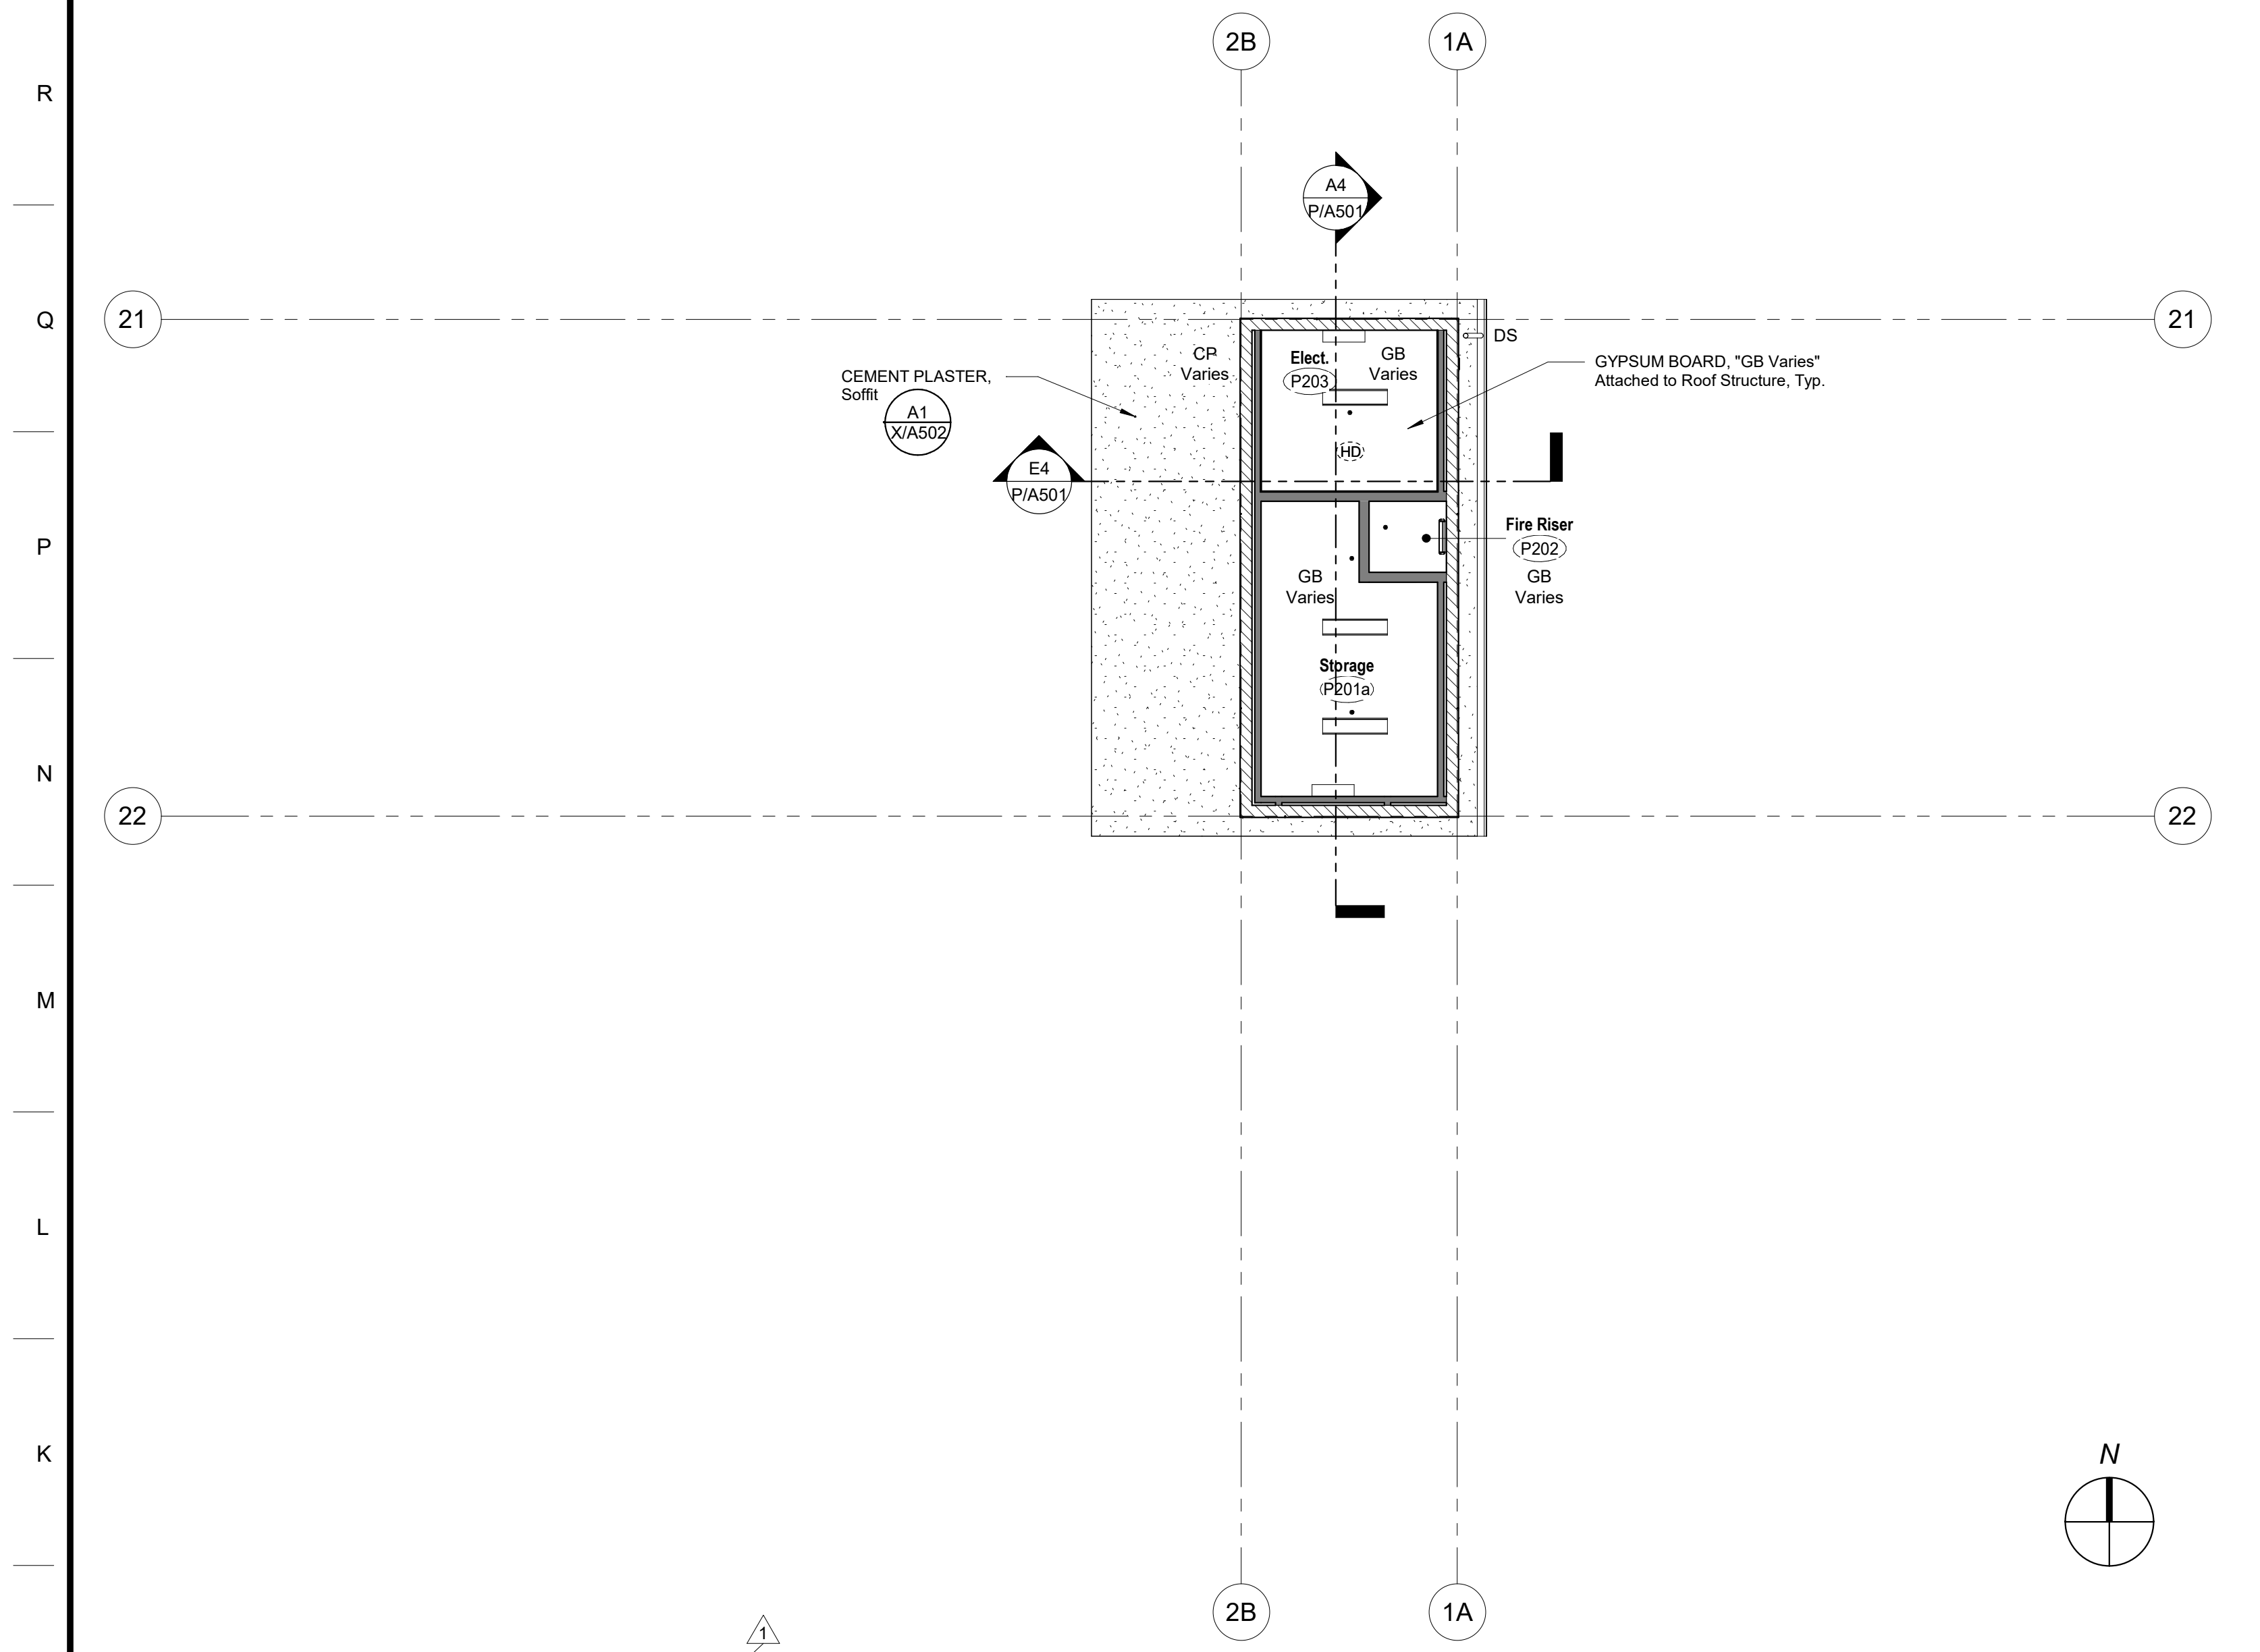 2B
1A
R
A4
P/A501
Q
21
21
DS
CP
Varies
Elect.
P203
GB
Varies
GYPSUM BOARD, "GB Varies"
Attached to Roof Structure, Typ.
CEMENT PLASTER,
Soffit
A1
X/A502
HD
E4
P/A501
P
Fire Riser
P202
GB
Varies
GB
Varies
Storage
P201a
N
22
22
M
L
K
N
2B
1A
1